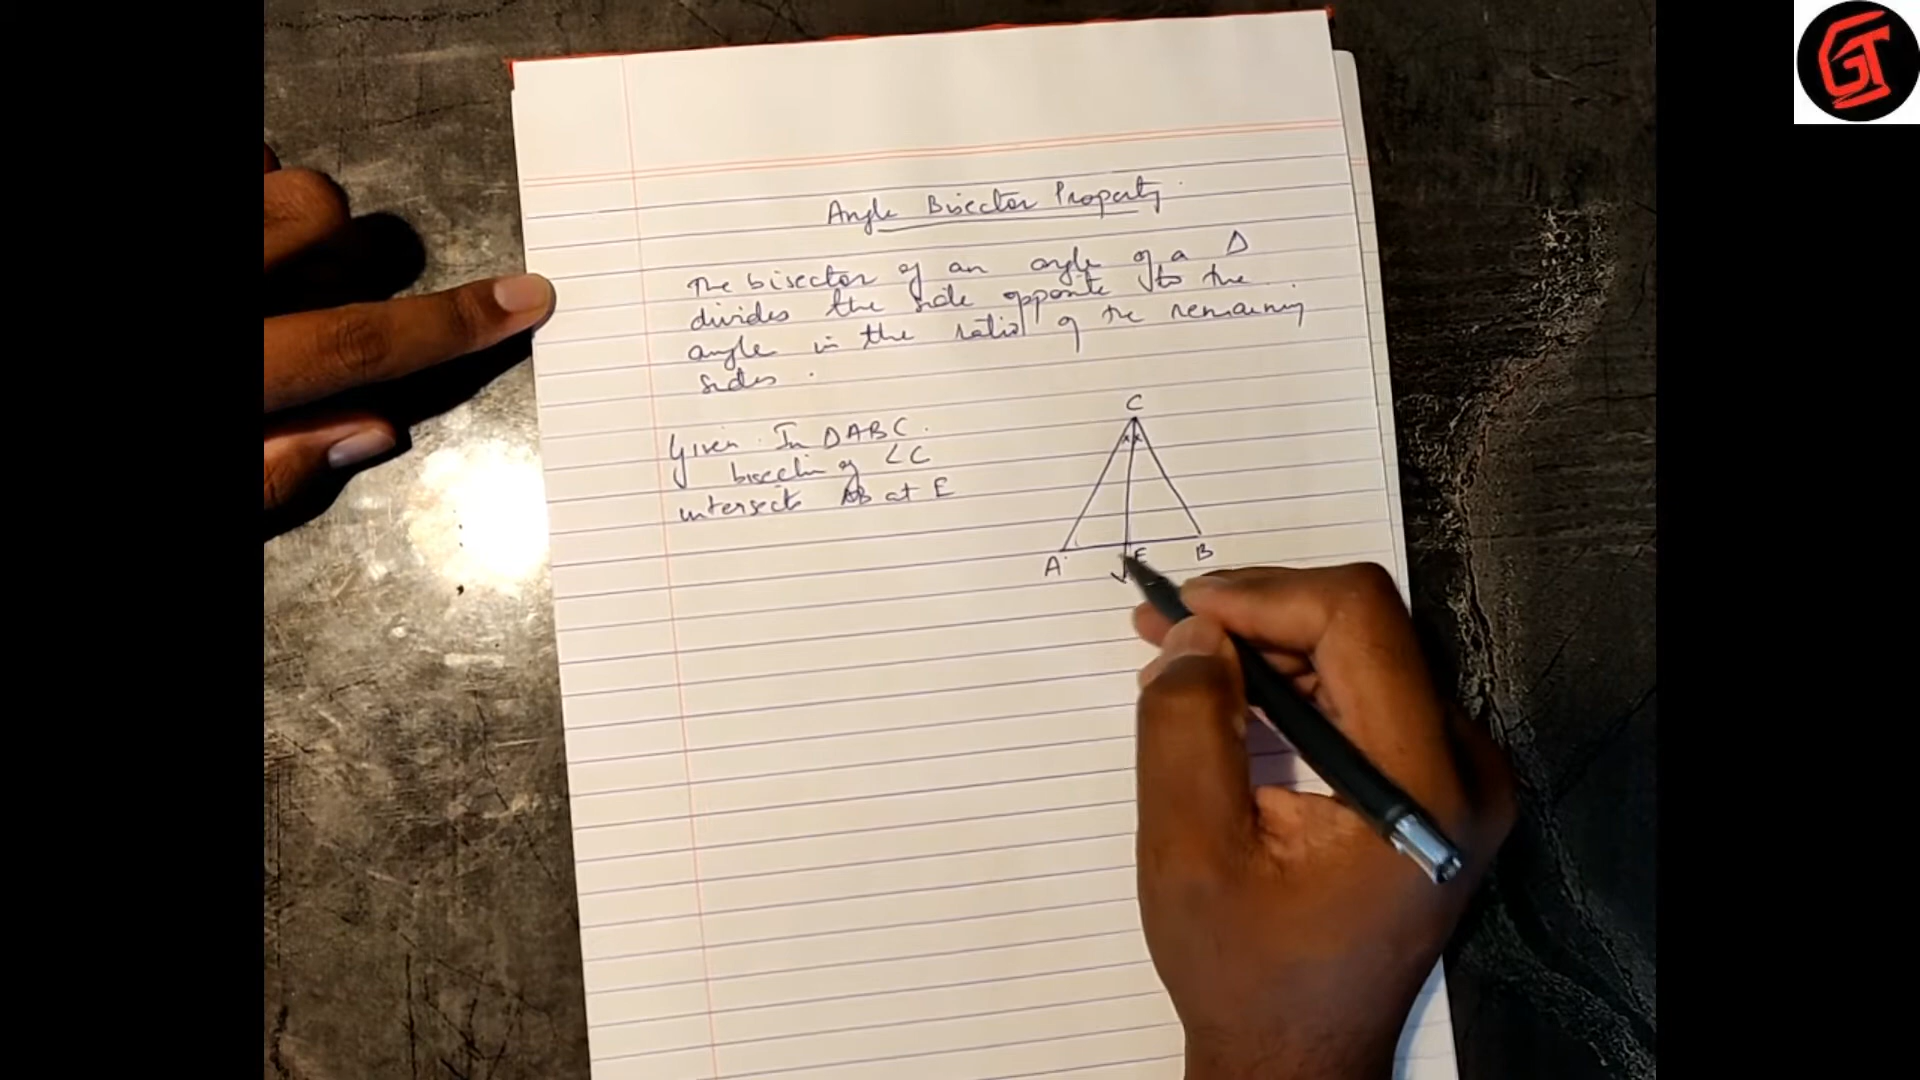 Angle Bisector Property.
The bisector of an angle of a Δ
divides the side opposite to the
angle in the ratio of the remaining
sides.
Given In ΔABC.
bisector of ∠C
intersect AB at E
C
× ×
A
E
B
GT